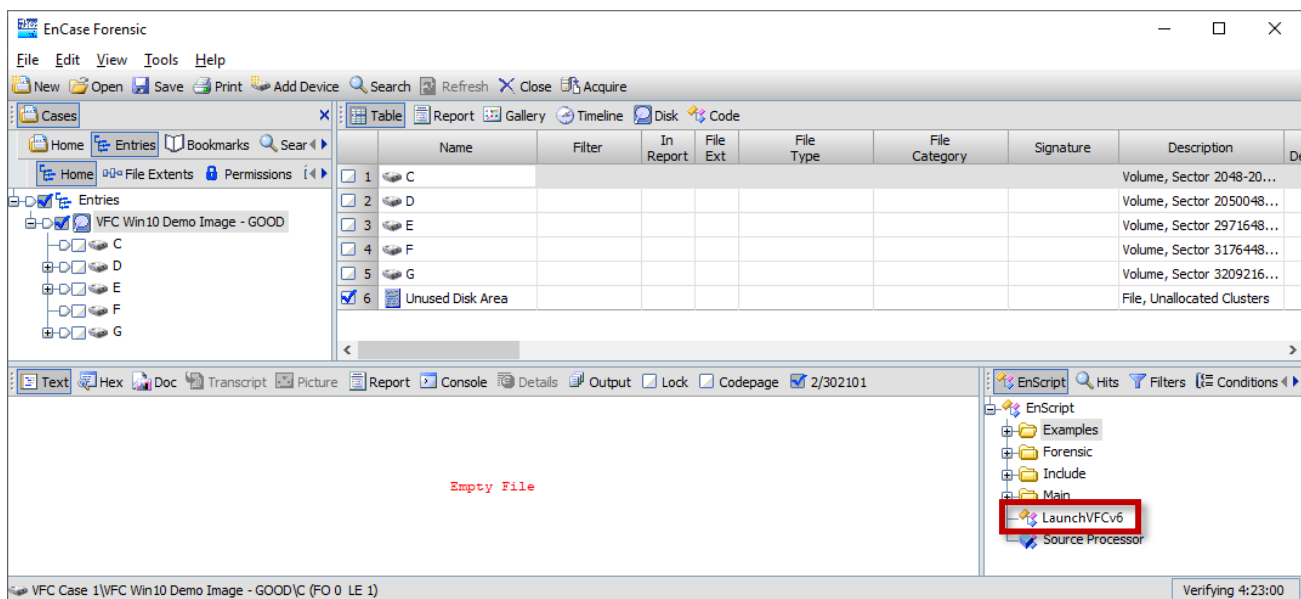 EnCase Forensic
File Edit View Tools Help
New Open Save Print Add Device Search Refresh Close Acquire
Cases
Table Report Gallery Timeline Disk Code
Home Entries Bookmarks Sear
Home File Extents Permissions
Name Filter In Report File Ext File Type File Category Signature Description De
1 C Volume, Sector 2048-20...
2 D Volume, Sector 2050048...
3 E Volume, Sector 2971648...
4 F Volume, Sector 3176448...
5 G Volume, Sector 3209216...
6 Unused Disk Area File, Unallocated Clusters
Entries
VFC Win10 Demo Image - GOOD
C
D
E
F
G
Text Hex Doc Transcript Picture Report Console Details Output Lock Codepage 2/302101
Empty File
EnScript Hits Filters Conditions
EnScript
Examples
Forensic
Include
Main
LaunchVFCv6
Source Processor
VFC Case 1\VFC Win10 Demo Image - GOOD\C (FO 0 LE 1)
Verifying 4:23:00